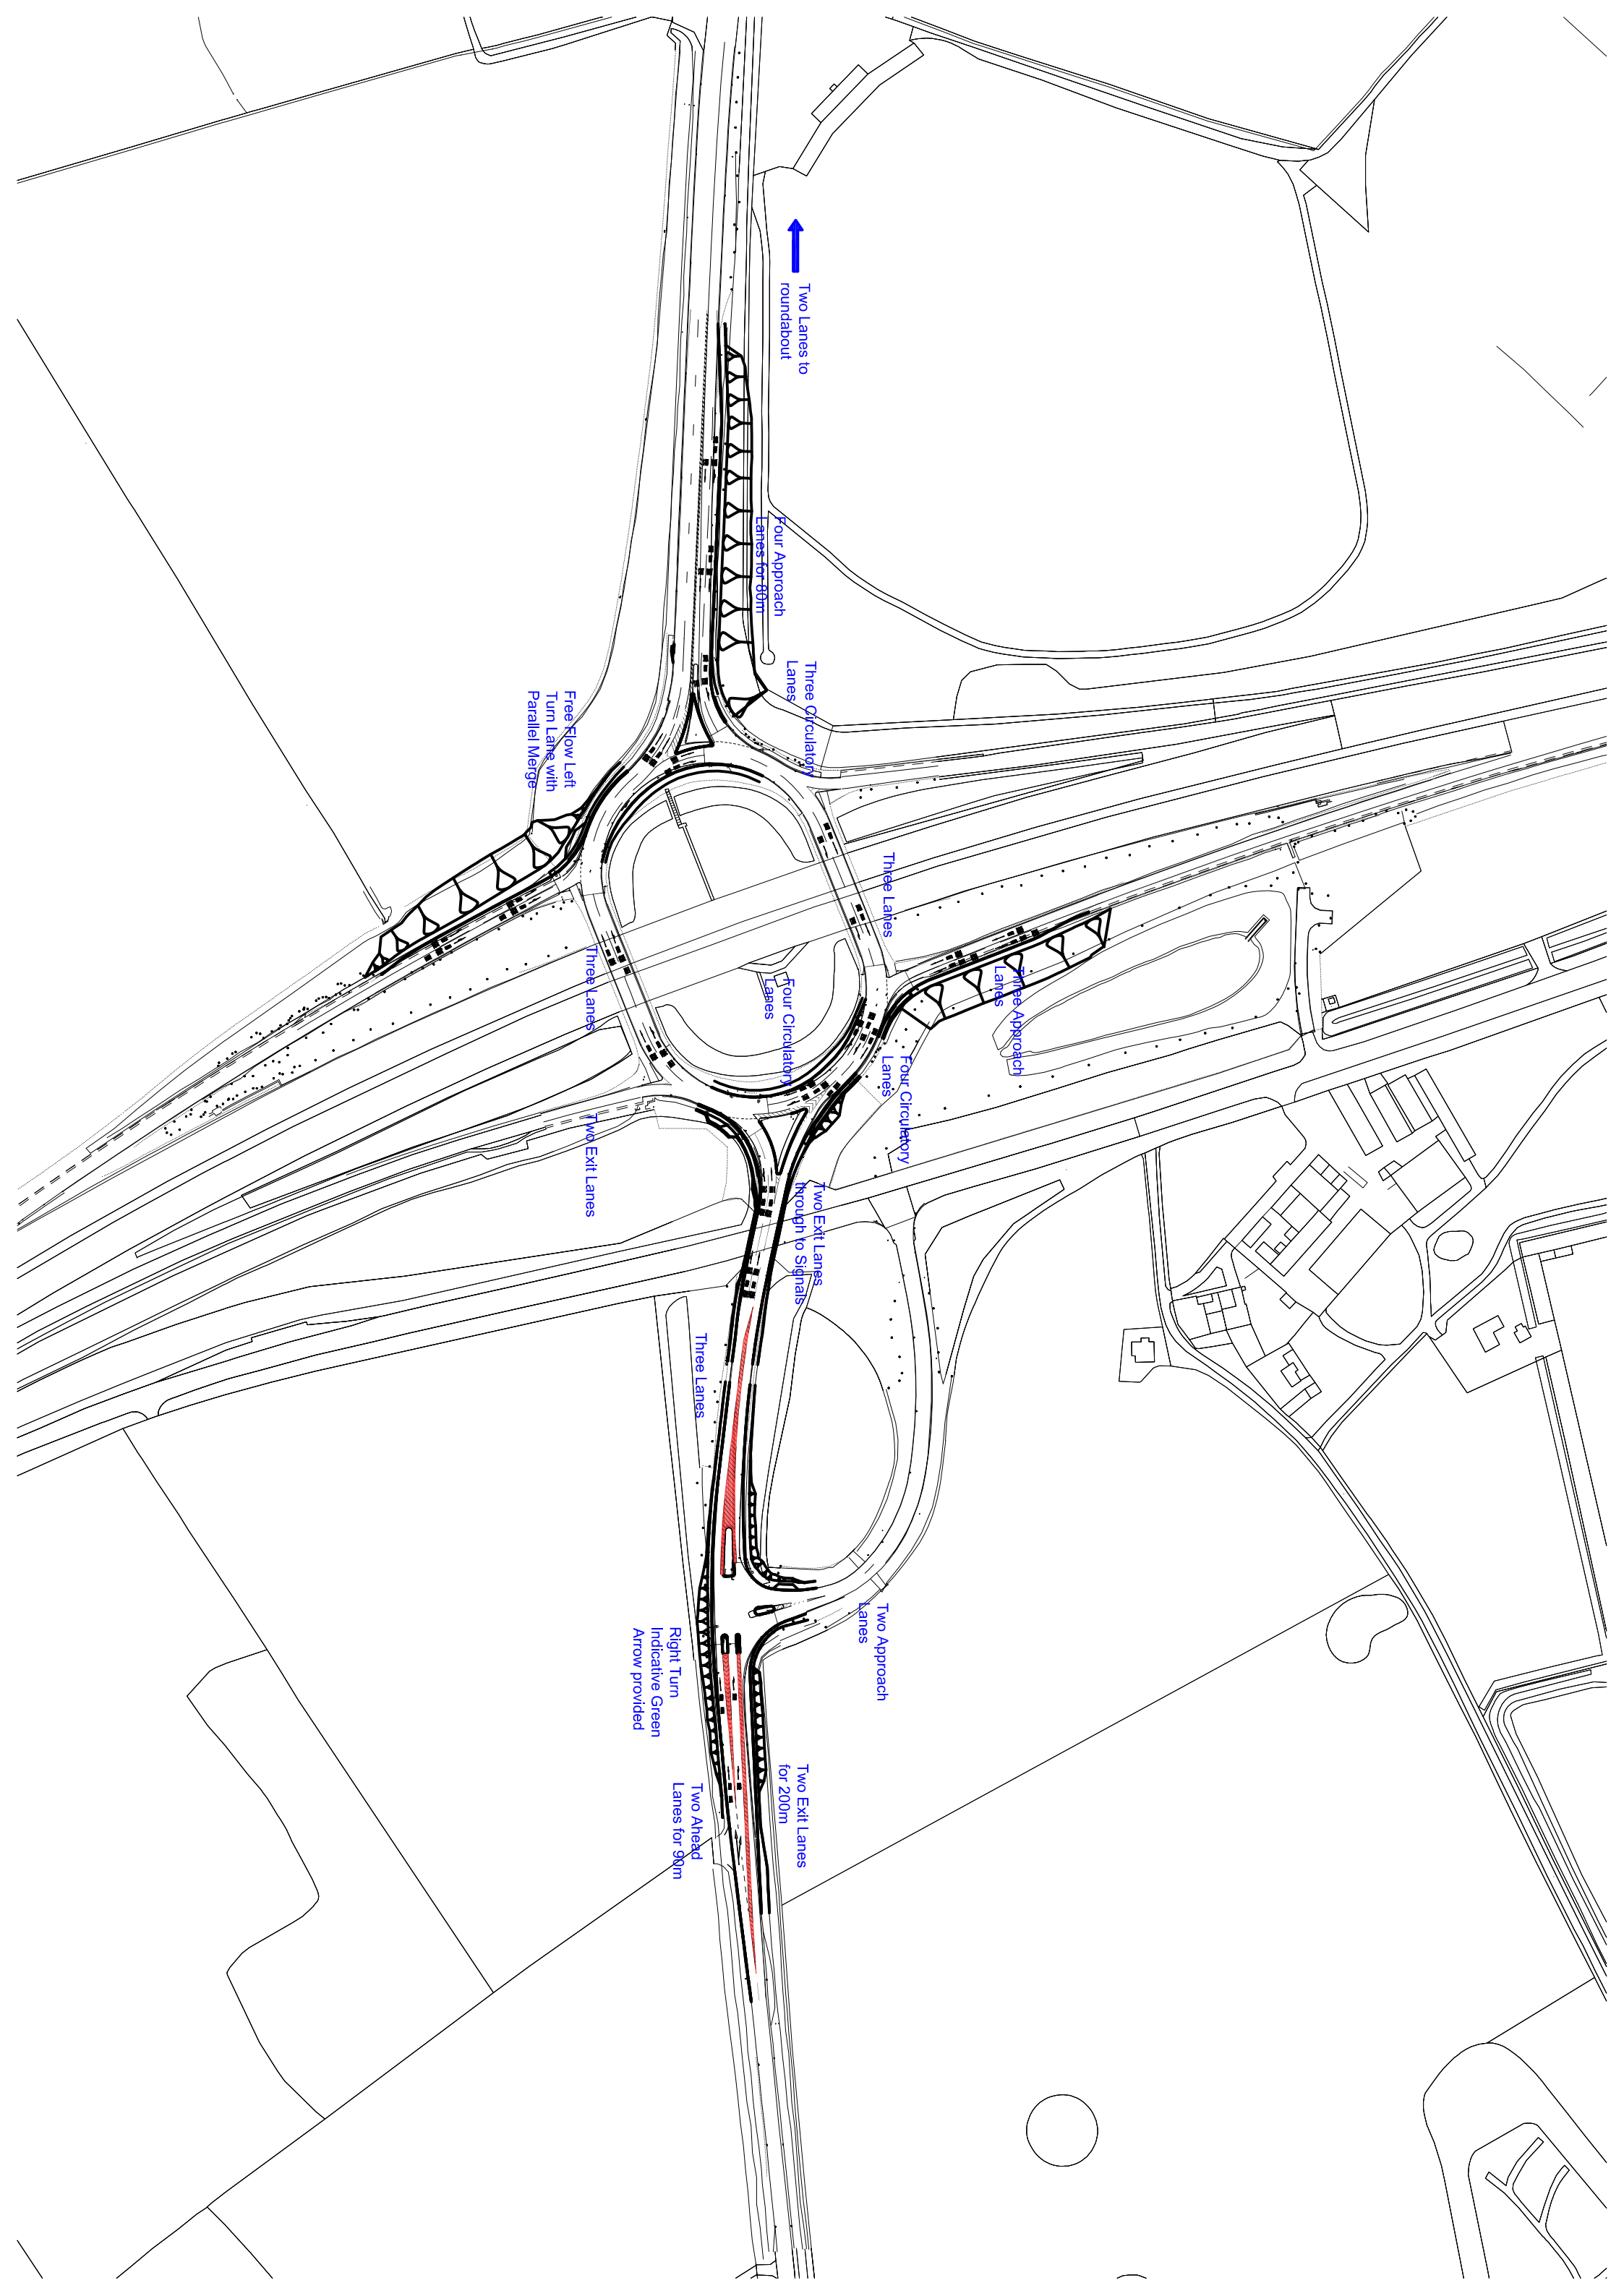 Two Lanes to
roundabout
Four Approach
Lanes for 80m
Three Circulatory
Lanes
Free Flow Left
Turn Lane with
Parallel Merge
Three Lanes
Three Lanes
Four Circulatory
Lanes
Three Approach
Lanes
Four Circulatory
Lanes
Two Exit Lanes
Two Exit Lanes
through to Signals
Three Lanes
Two Approach
Lanes
Right Turn
Indicative Green
Arrow provided
Two Exit Lanes
for 200m
Two Ahead
Lanes for 90m